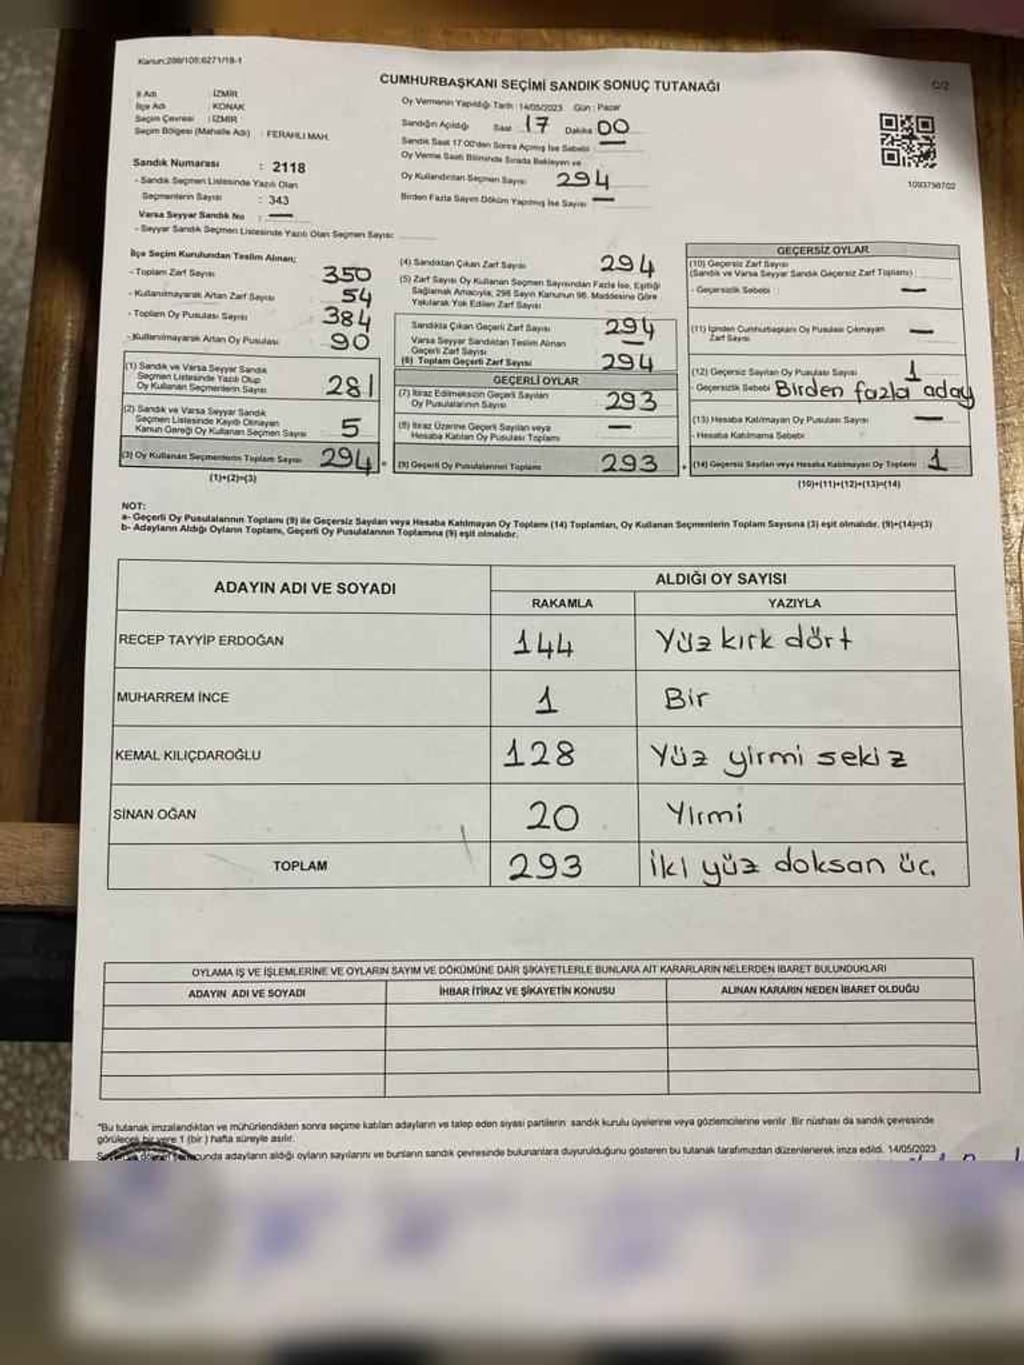 Kanun:298/105;6271/18-1
CUMHURBAŞKANI SEÇİMİ SANDIK SONUÇ TUTANAĞI
İl Adı : İZMİR
İlçe Adı : KONAK
Seçim Çevresi : İZMİR
Seçim Bölgesi (Mahalle Adı) : FERAHLI MAH.
Sandık Numarası : 2118
- Sandık Seçmen Listesinde Yazılı Olan
Seçmenlerin Sayısı : 343
Varsa Seyyar Sandık No : —
- Seyyar Sandık Seçmen Listesinde Yazılı Olan Seçmen Sayısı:
Oy Vermenin Yapıldığı Tarih : 14/05/2023 Gün : Pazar
Sandığın Açıldığı Saat 17 Dakika 00
Sandık Saat 17:00'den Sonra Açılmış İse Sebebi : —
Oy Verme Saati Bitiminde Sırada Bekleyen ve
Oy Kullandırılan Seçmen Sayısı 294
Birden Fazla Sayım Döküm Yapılmış İse Sayısı —
1093756702
İlçe Seçim Kurulundan Teslim Alınan;
- Toplam Zarf Sayısı 350
- Kullanılmayarak Artan Zarf Sayısı 54
- Toplam Oy Pusulası Sayısı 384
- Kullanılmayarak Artan Oy Pusulası 90
(1) Sandık ve Varsa Seyyar Sandık
Seçmen Listesinde Yazılı Olup
Oy Kullanan Seçmenlerin Sayısı 281
(2) Sandık ve Varsa Seyyar Sandık
Seçmen Listesinde Kayıtlı Olmayan
Kanun Gereği Oy Kullanan Seçmen Sayısı 5
(3) Oy Kullanan Seçmenlerin Toplam Sayısı 294
(1)+(2)=(3)
(4) Sandıktan Çıkan Zarf Sayısı 294
(5) Zarf Sayısı Oy Kullanan Seçmen Sayısından Fazla İse, Eşitliği
Sağlamak Amacıyla, 298 Sayılı Kanunun 98. Maddesine Göre
Yakılarak Yok Edilen Zarf Sayısı
Sandıkta Çıkan Geçerli Zarf Sayısı 294
Varsa Seyyar Sandıktan Teslim Alınan
Geçerli Zarf Sayısı —
(6) Toplam Geçerli Zarf Sayısı 294
GEÇERLİ OYLAR
(7) İtiraz Edilmeksizin Geçerli Sayılan
Oy Pusulalarının Sayısı 293
(8) İtiraz Üzerine Geçerli Sayılan veya
Hesaba Katılan Oy Pusulası Toplamı —
(9) Geçerli Oy Pusulalarının Toplamı 293
GEÇERSİZ OYLAR
(10) Geçersiz Zarf Sayısı
(Sandık ve Varsa Seyyar Sandık Geçersiz Zarf Toplamı)
- Geçersizlik Sebebi —
(11) İçinden Cumhurbaşkanı Oy Pusulası Çıkmayan
Zarf Sayısı —
(12) Geçersiz Sayılan Oy Pusulası Sayısı 1
- Geçersizlik Sebebi Birden fazla aday
(13) Hesaba Katılmayan Oy Pusulası Sayısı —
- Hesaba Katılmama Sebebi
(14) Geçersiz Sayılan veya Hesaba Katılmayan Oy Toplamı 1
(10)+(11)+(12)+(13)=(14)
NOT:
a- Geçerli Oy Pusulalarının Toplamı (9) ile Geçersiz Sayılan veya Hesaba Katılmayan Oy Toplamı (14) Toplamları, Oy Kullanan Seçmenlerin Toplam Sayısına (3) eşit olmalıdır. (9)+(14)=(3)
b- Adayların Aldığı Oyların Toplamı, Geçerli Oy Pusulalarının Toplamına (9) eşit olmalıdır.
ADAYIN ADI VE SOYADI ALDIĞI OY SAYISI
RAKAMLA YAZIYLA
RECEP TAYYİP ERDOĞAN 144 Yüz kırk dört
MUHARREM İNCE 1 Bir
KEMAL KILIÇDAROĞLU 128 Yüz yirmi sekiz
SİNAN OĞAN 20 Yirmi
TOPLAM 293 İki yüz doksan üç
OYLAMA İŞ VE İŞLEMLERİNE VE OYLARIN SAYIM VE DÖKÜMÜNE DAİR ŞİKAYETLERLE BUNLARA AİT KARARLARIN NELERDEN İBARET BULUNDUKLARI
ADAYIN ADI VE SOYADI İHBAR İTİRAZ VE ŞİKAYETİN KONUSU ALINAN KARARIN NEDEN İBARET OLDUĞU
*Bu tutanak imzalandıktan ve mühürlendikten sonra seçime katılan adayların ve talep eden siyasi partilerin sandık kurulu üyelerine veya gözlemcilerine verilir. Bir nüshası da sandık çevresinde
görülecek bir yere 1 (bir ) hafta süreyle asılır.
adayların aldığı oyların sayılarını ve bunların sandık çevresinde bulunanlara duyurulduğunu gösteren bu tutanak tarafımızdan düzenlenerek imza edildi. 14/05/2023